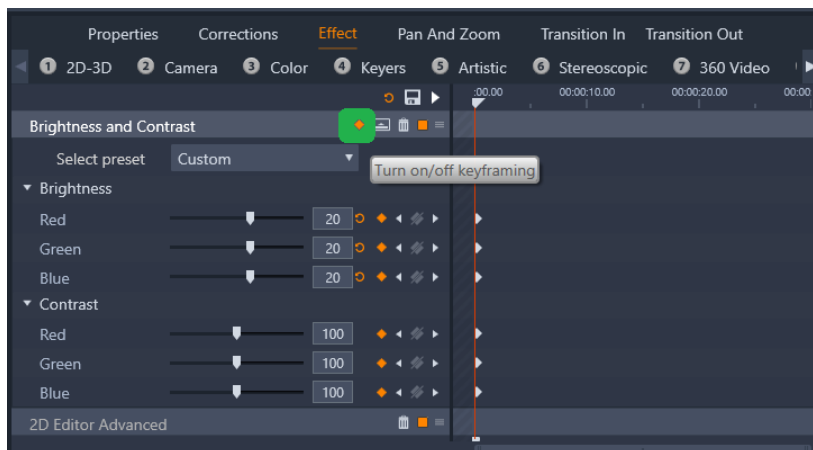 Properties Corrections Effect Pan And Zoom Transition In Transition Out
1 2D-3D 2 Camera 3 Color 4 Keyers 5 Artistic 6 Stereoscopic 7 360 Video
:00.00 00:00:10.00 00:00:20.00 00:00
Brightness and Contrast
Select preset Custom
Turn on/off keyframing
Brightness
Red 20
Green 20
Blue 20
Contrast
Red 100
Green 100
Blue 100
2D Editor Advanced